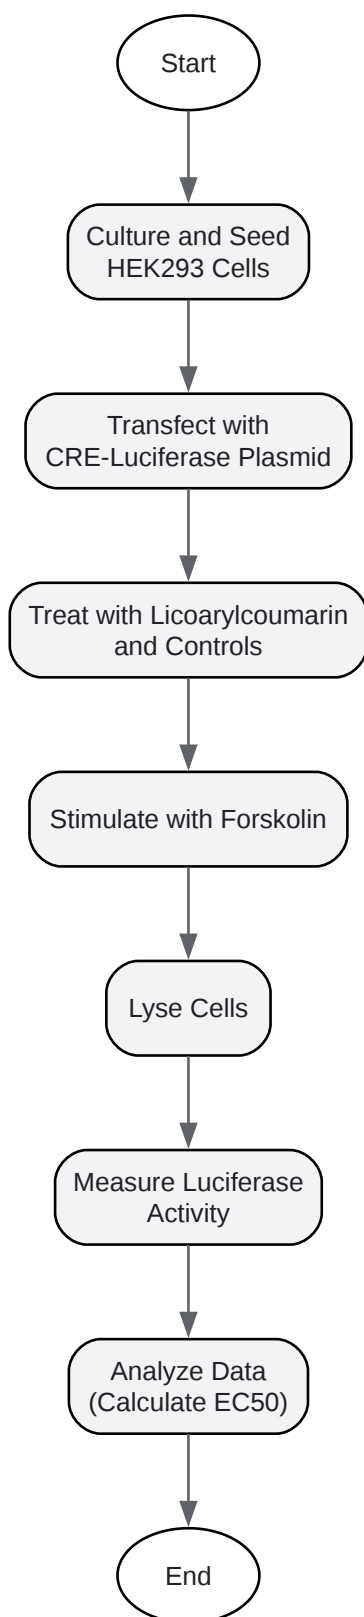 Start
Culture and Seed
HEK293 Cells
Transfect with
CRE-Luciferase Plasmid
Treat with Licoarylcoumarin
and Controls
Stimulate with Forskolin
Lyse Cells
Measure Luciferase
Activity
Analyze Data
(Calculate EC50)
End